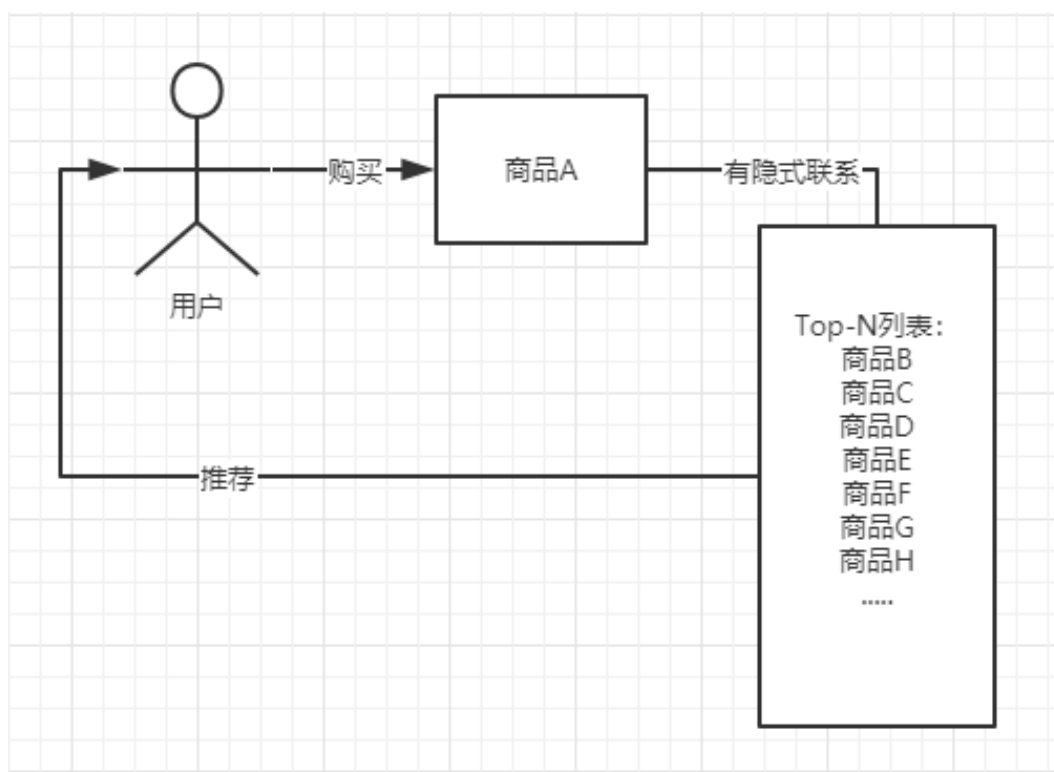 购买
商品A
有隐式联系
用户
Top-N列表：
商品B
商品C
商品D
商品E
商品F
商品G
商品H
.....
推荐